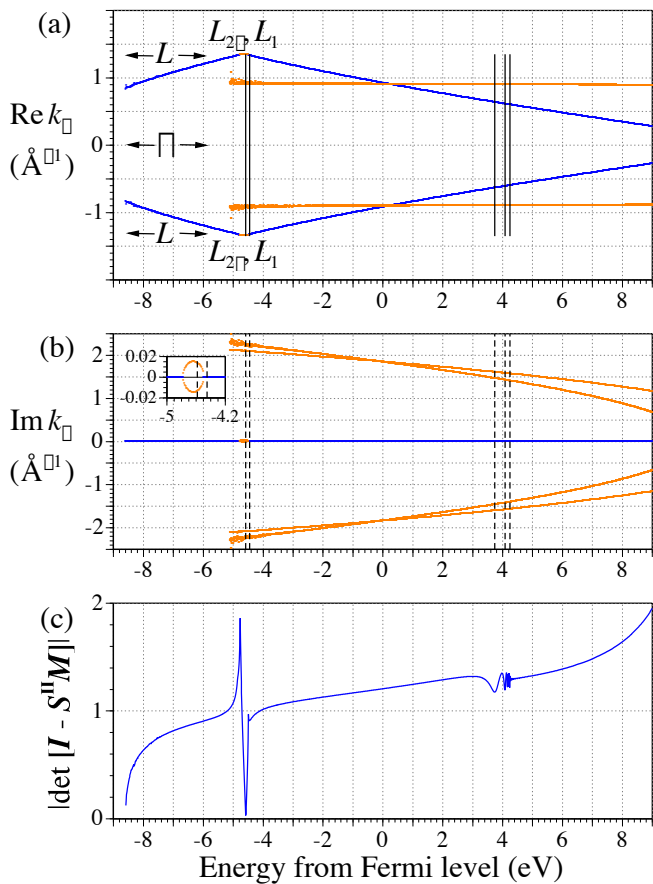 (a)
L₂▯, L₁
L
1
Re k▯
0
∏
(Å▯¹)
-1
L
L₂▯, L₁
-8 -6 -4 -2 0 2 4 6 8
(b)
2
0.02
1
0
-0.02
-5 -4.2
Im k▯
0
(Å▯¹)
-1
-2
-8 -6 -4 -2 0 2 4 6 8
(c)
2
|det [I - SᴵᴵM]|
1
0
-8 -6 -4 -2 0 2 4 6 8
Energy from Fermi level (eV)